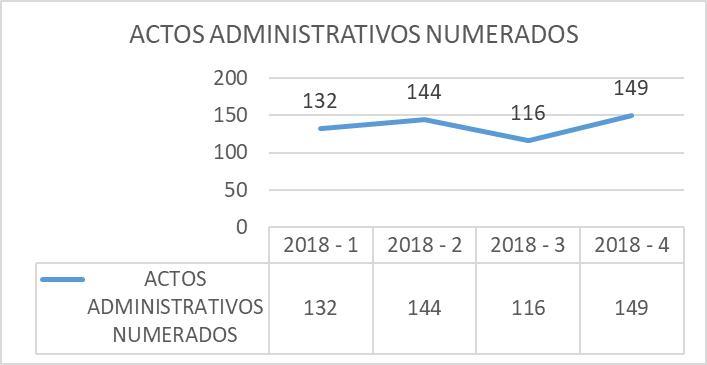 ACTOS ADMINISTRATIVOS NUMERADOS
200
150
100
50
0
132
144
116
149
2018 - 1 2018 - 2 2018 - 3 2018 - 4
ACTOS
ADMINISTRATIVOS
NUMERADOS
132 144 116 149